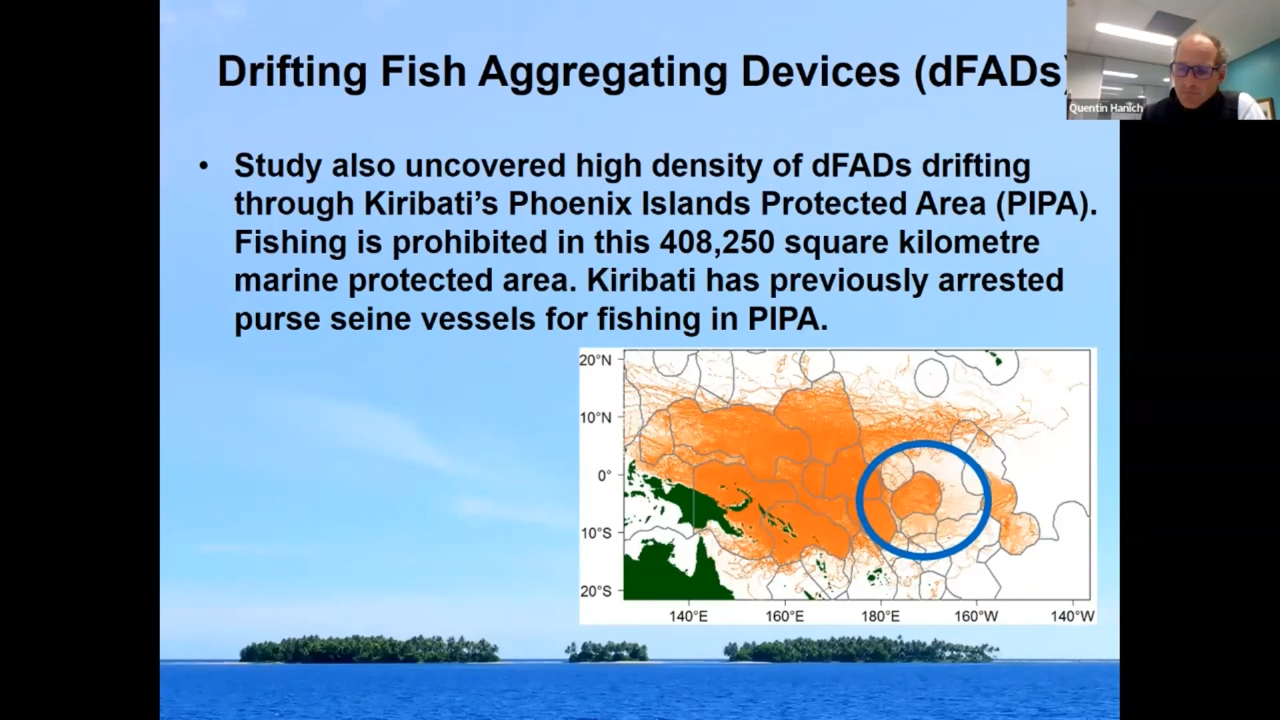 Drifting Fish Aggregating Devices (dFADs)
Quentin Hanich
• Study also uncovered high density of dFADs drifting
through Kiribati’s Phoenix Islands Protected Area (PIPA).
Fishing is prohibited in this 408,250 square kilometre
marine protected area. Kiribati has previously arrested
purse seine vessels for fishing in PIPA.
20°N
10°N
0°
10°S
20°S
140°E 160°E 180°E 160°W 140°W